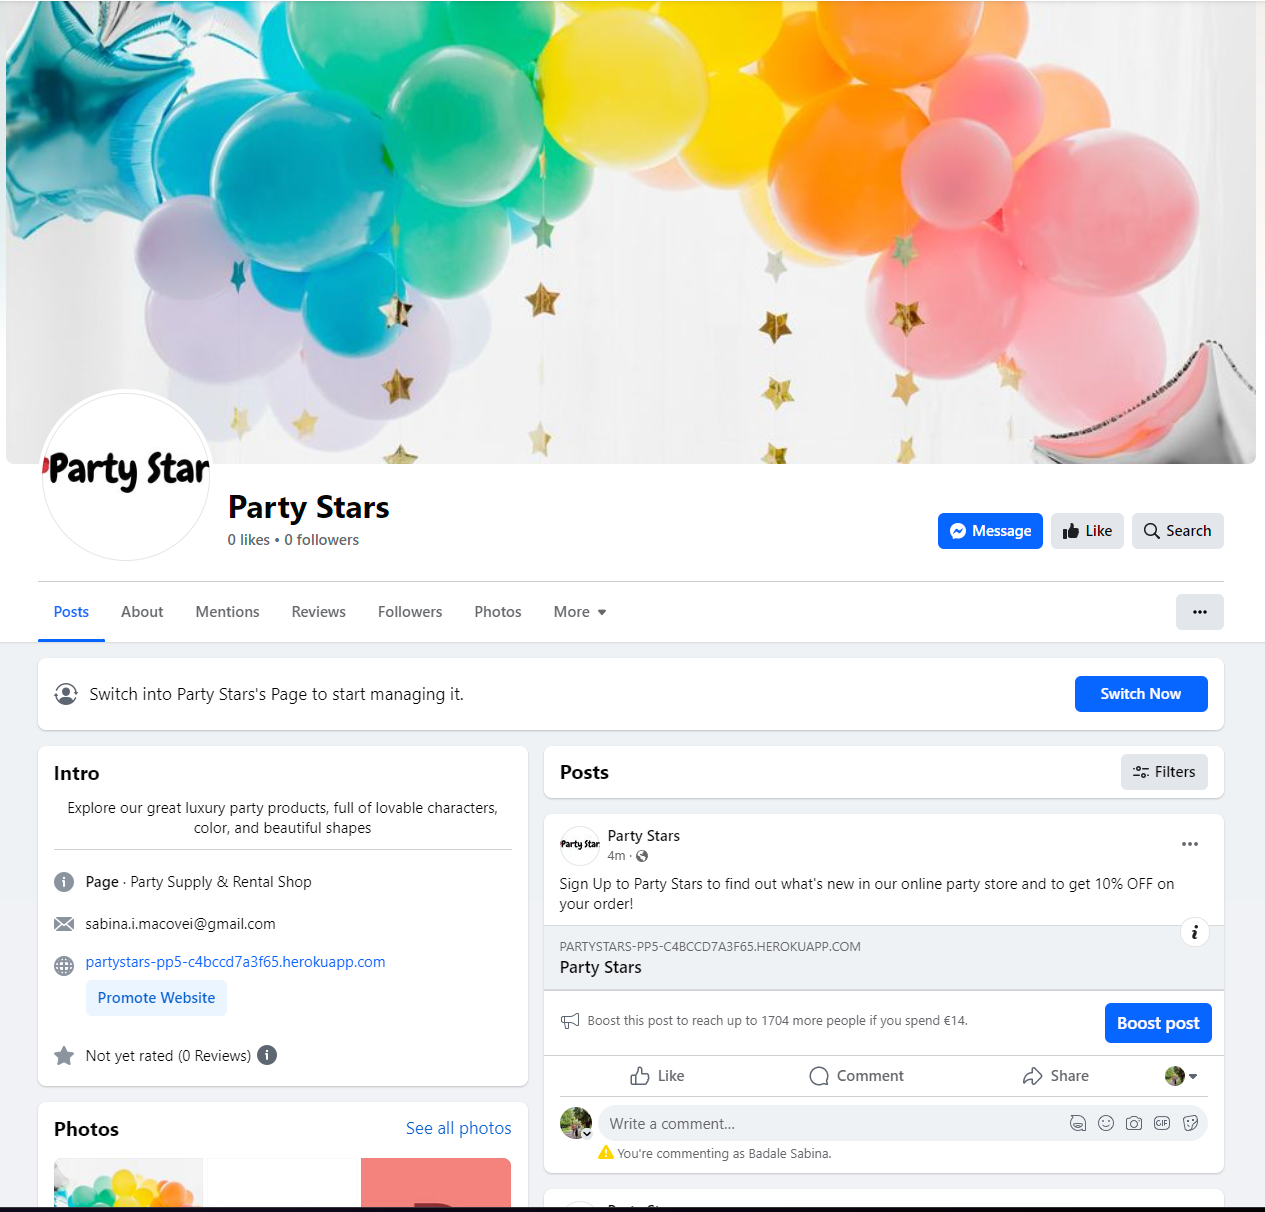 Party Star
Party Stars
0 likes • 0 followers
Message
Like
Search
Posts
About
Mentions
Reviews
Followers
Photos
More
Switch into Party Stars's Page to start managing it.
Switch Now
Intro
Explore our great luxury party products, full of lovable characters,
color, and beautiful shapes
Page · Party Supply & Rental Shop
sabina.i.macovei@gmail.com
partystars-pp5-c4bccd7a3f65.herokuapp.com
Promote Website
Not yet rated (0 Reviews)
Photos
See all photos
Posts
Filters
Party Star
Party Stars
4m ·
Sign Up to Party Stars to find out what's new in our online party store and to get 10% OFF on
your order!
PARTYSTARS-PP5-C4BCCD7A3F65.HEROKUAPP.COM
Party Stars
Boost this post to reach up to 1704 more people if you spend €14.
Boost post
Like
Comment
Share
Write a comment...
GIF
You're commenting as Badale Sabina.